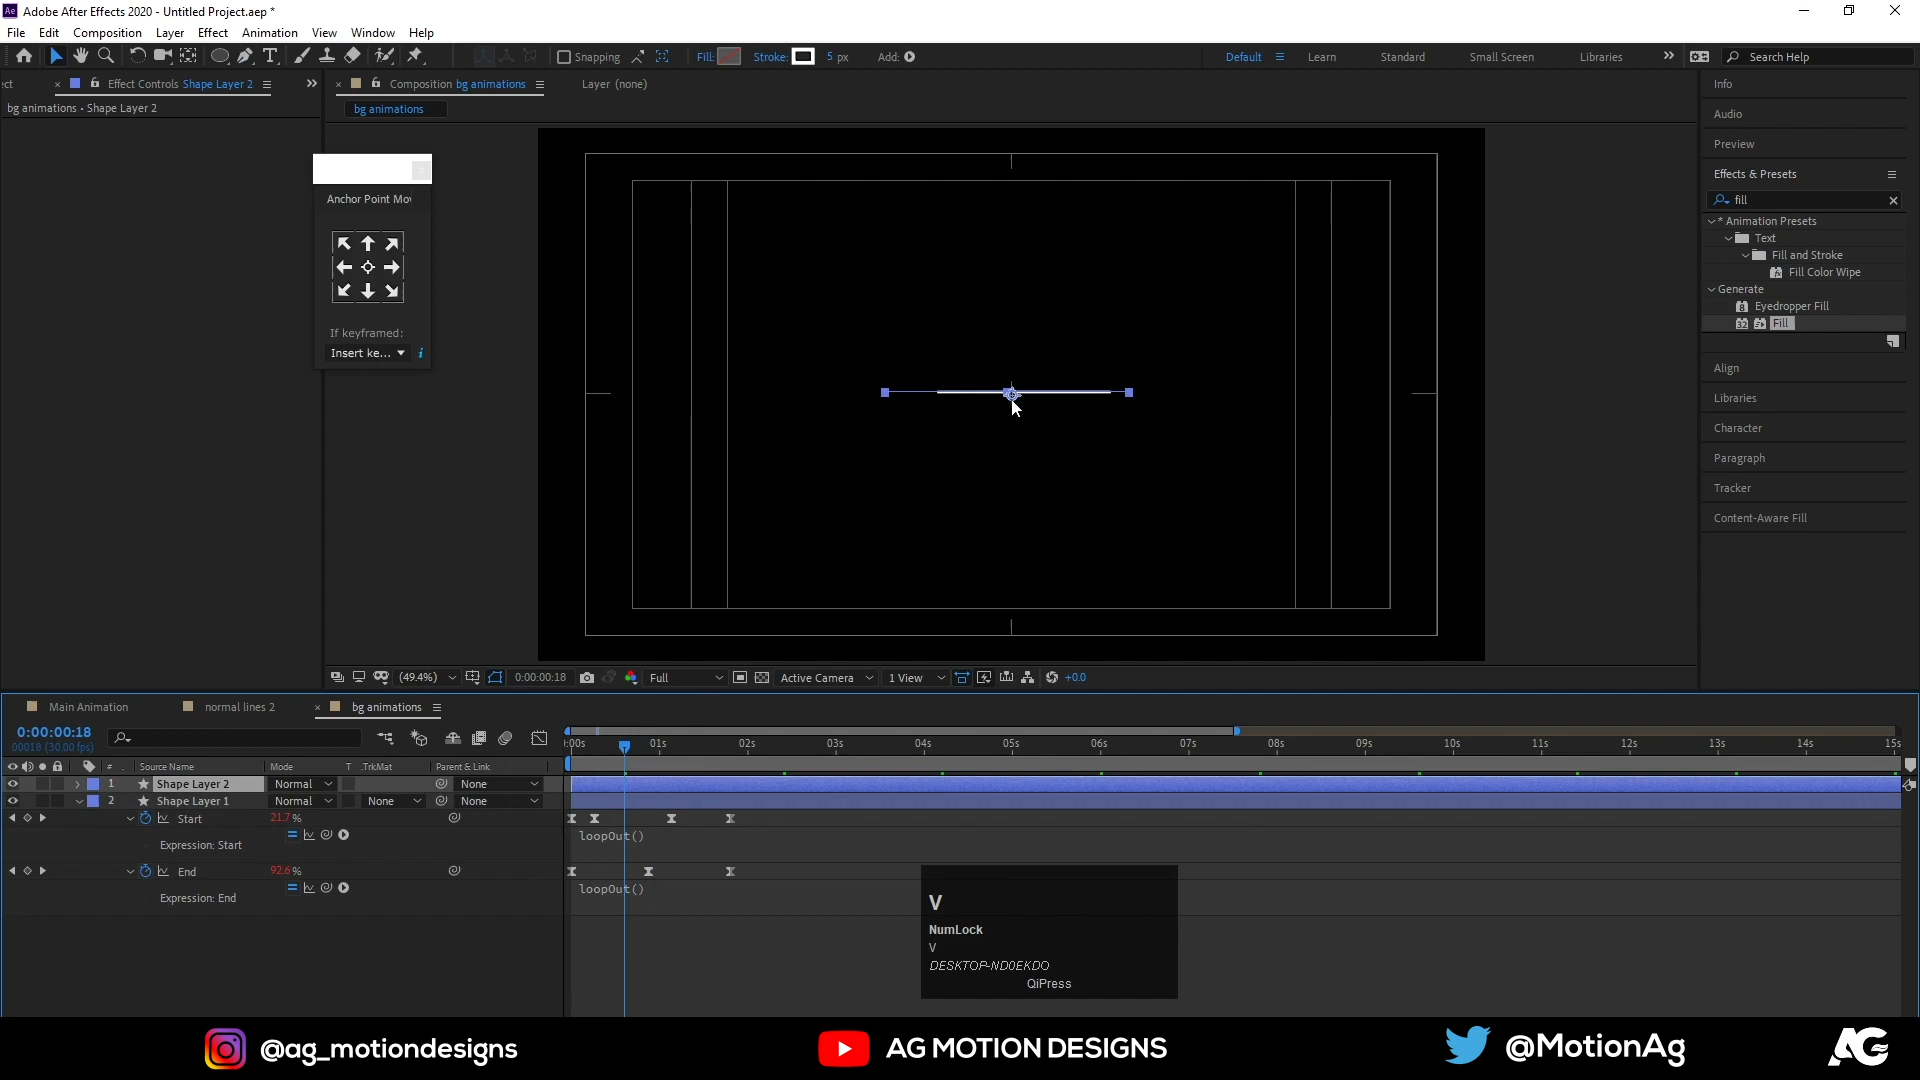 Ae Adobe After Effects 2020 - Untitled Project.aep *
File Edit Composition Layer Effect Animation View Window Help
T Snapping Fill: Stroke: 5 px Add: Default Learn Standard Small Screen Libraries Search Help
ct × Effect Controls Shape Layer 2 × Composition bg animations Layer (none)
bg animations • Shape Layer 2
bg animations
Info
Audio
Preview
Effects & Presets
fill
* Animation Presets
Text
Fill and Stroke
Fill Color Wipe
Generate
Eyedropper Fill
32 Fill
Align
Libraries
Character
Paragraph
Tracker
Content-Aware Fill
Anchor Point Mov
If keyframed:
Insert ke... i
(49.4%) 0:00:00:18 Full Active Camera 1 View +0.0
Main Animation normal lines 2 × bg animations
0:00:00:18
00018 (30.00 fps)
:00s 01s 02s 03s 04s 05s 06s 07s 08s 09s 10s 11s 12s 13s 14s 15s
# Source Name Mode T .TrkMat Parent & Link
1 Shape Layer 2 Normal None
2 Shape Layer 1 Normal None None
Start 21.7%
Expression: Start loopOut()
End 92.6%
Expression: End loopOut()
V
NumLock
V
DESKTOP-ND0EKDO
QiPress
@ag_motiondesigns AG MOTION DESIGNS @MotionAg AG